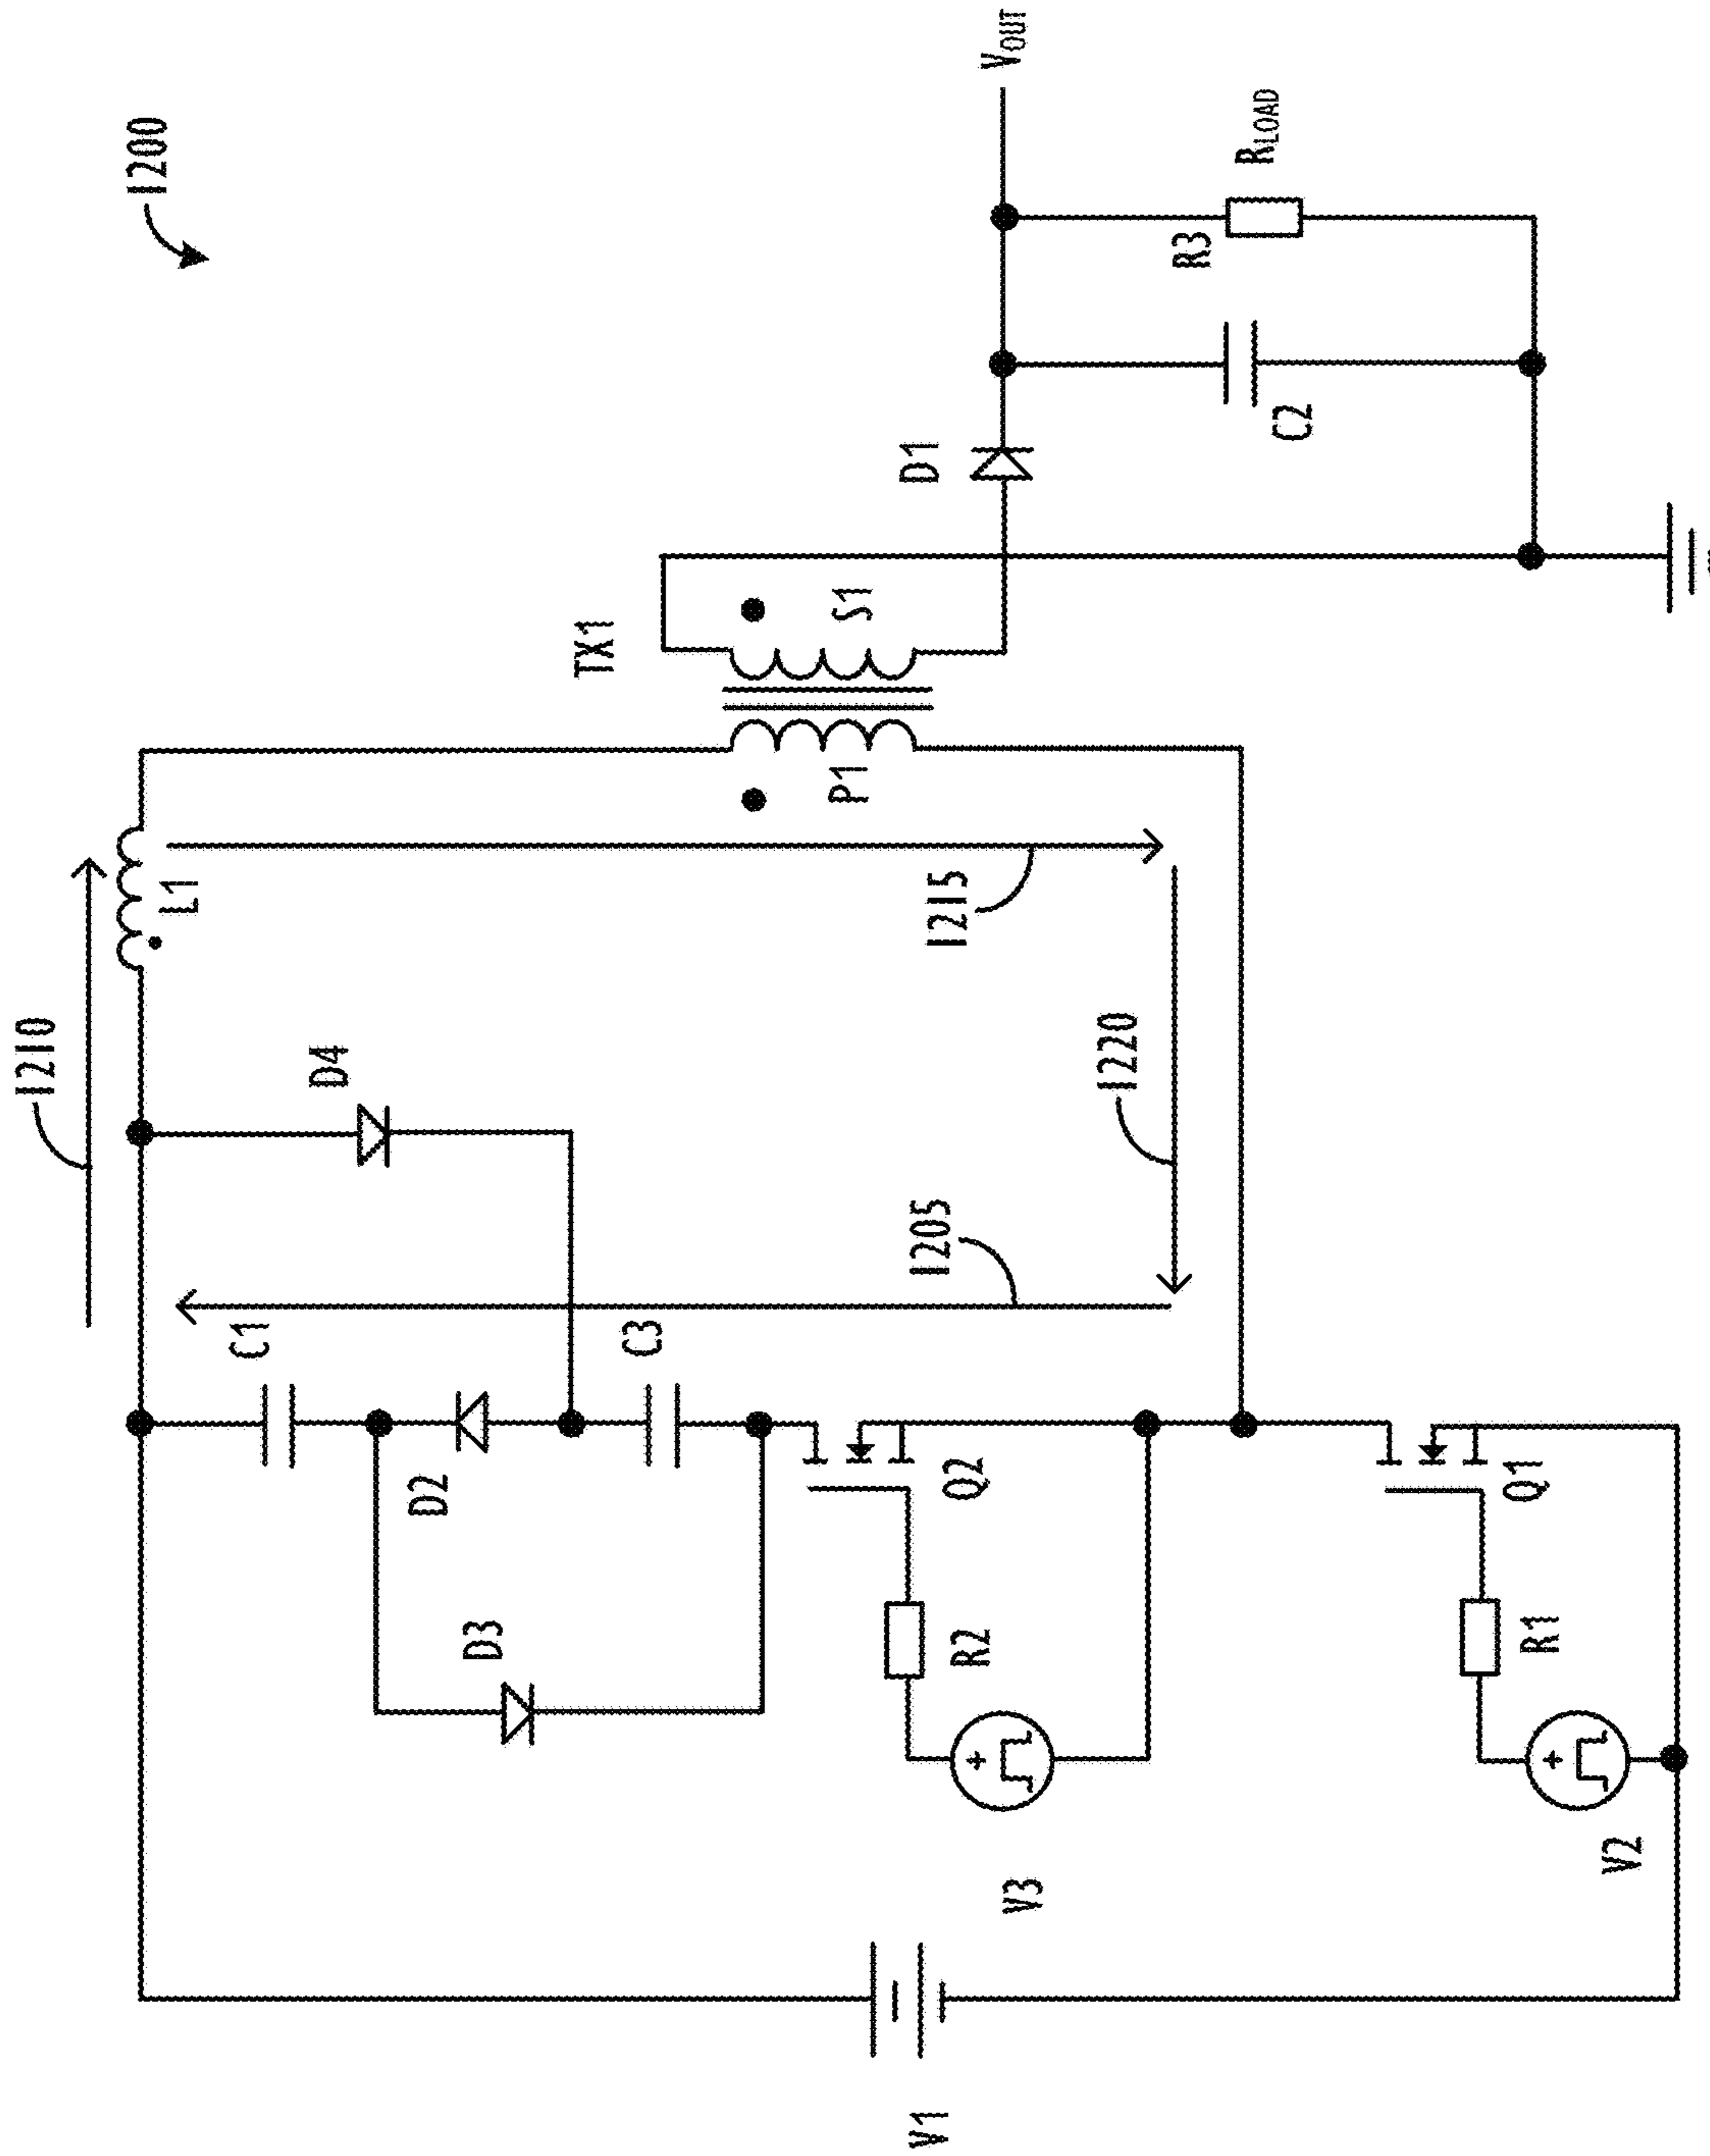 1200
1210
L1
D4
C1
D2
C3
D3
1205
1220
1215
TX1
P1
S1
D1
VOUT
C2
R3
RLOAD
Q2
R2
+
V3
Q1
R1
+
V2
V1